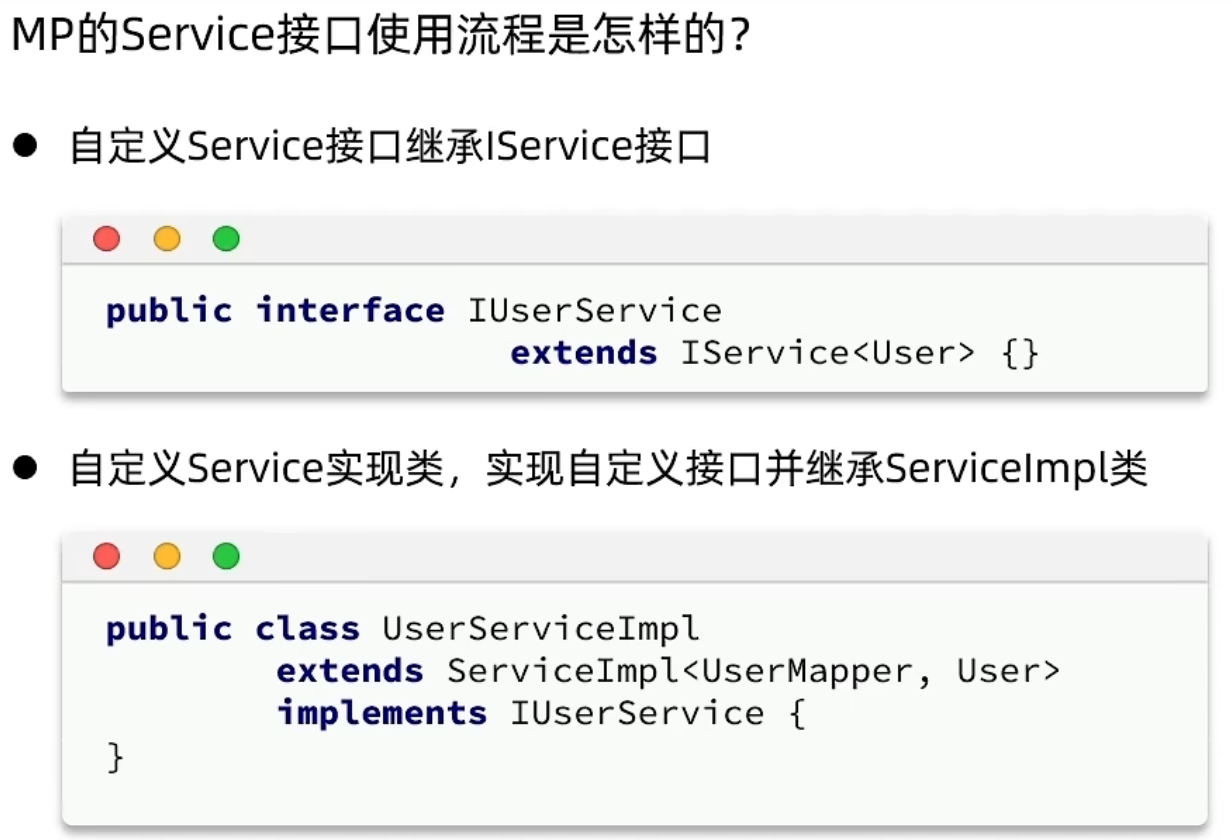 MP的Service接口使用流程是怎样的？
● 自定义Service接口继承IService接口
public interface IUserService
extends IService<User> {}
● 自定义Service实现类，实现自定义接口并继承ServiceImpl类
public class UserServiceImpl
extends ServiceImpl<UserMapper, User>
implements IUserService {
}